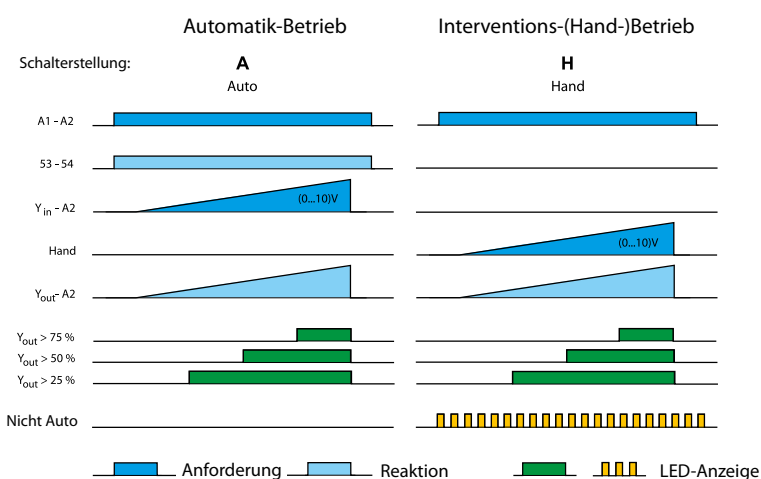 Automatik-Betrieb Interventions-(Hand-)Betrieb
Schalterstellung: A H
Auto Hand
A1 – A2
53 – 54
Y in – A2 (0...10)V
Hand (0...10)V
Yout– A2
Yout > 75 %
Yout > 50 %
Yout > 25 %
Nicht Auto
Anforderung Reaktion LED-Anzeige